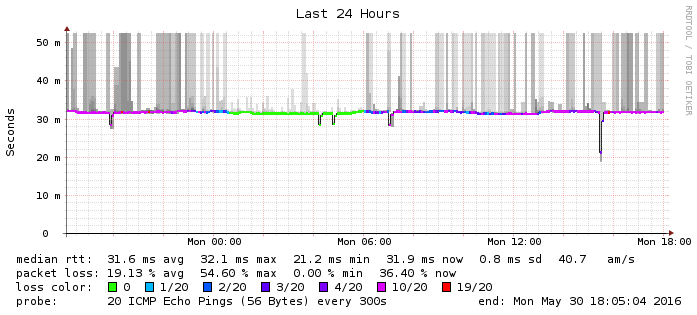 Last 24 Hours
RRDTOOL / TOBI OETIKER
Seconds
50 m
40 m
30 m
20 m
10 m
0
Mon 00:00 Mon 06:00 Mon 12:00 Mon 18:00
median rtt: 31.6 ms avg 32.1 ms max 21.2 ms min 31.9 ms now 0.8 ms sd 40.7 am/s
packet loss: 19.13 % avg 54.60 % max 0.00 % min 36.40 % now
loss color: 0 1/20 2/20 3/20 4/20 10/20 19/20
probe: 20 ICMP Echo Pings (56 Bytes) every 300s end: Mon May 30 18:05:04 2016